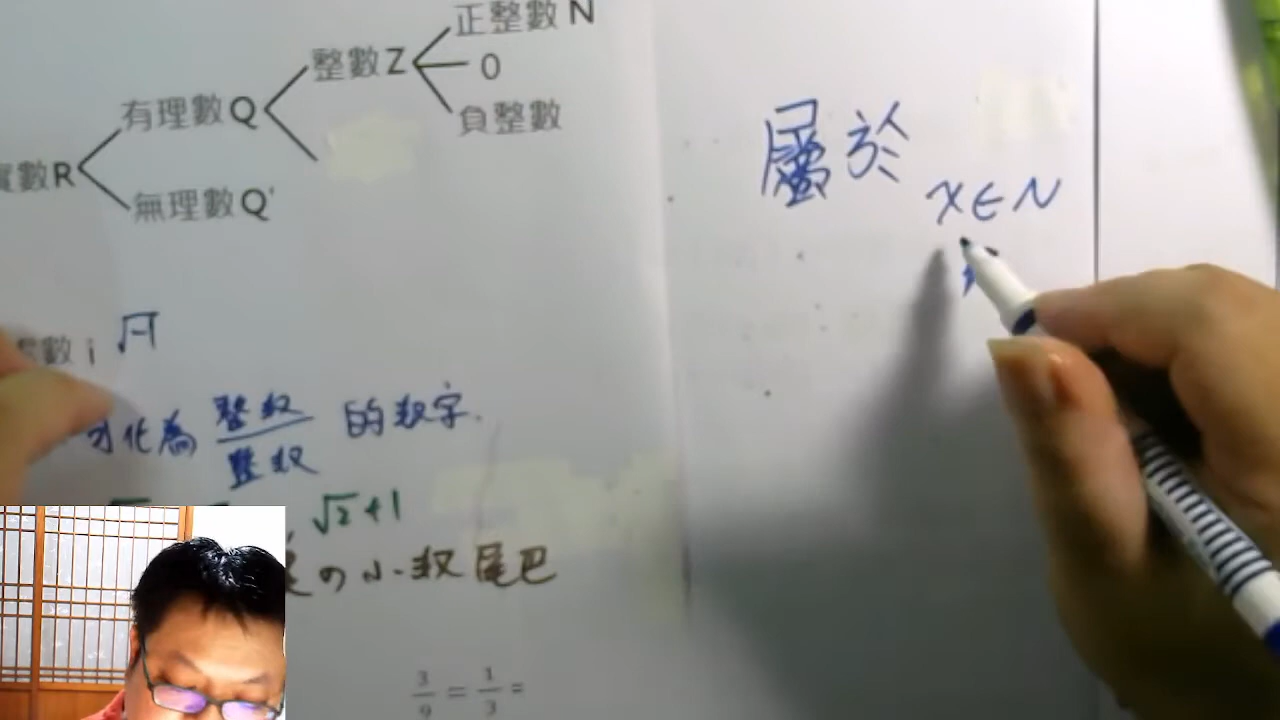 正整數 N
整數 Z
0
有理數 Q
負整數
實數 R
無理數 Q'
虛數 i √-1
屬於
x∈N
才化為 整數/整數 的數字.
√2+1
の小數尾巴
3/9 = 1/3 =